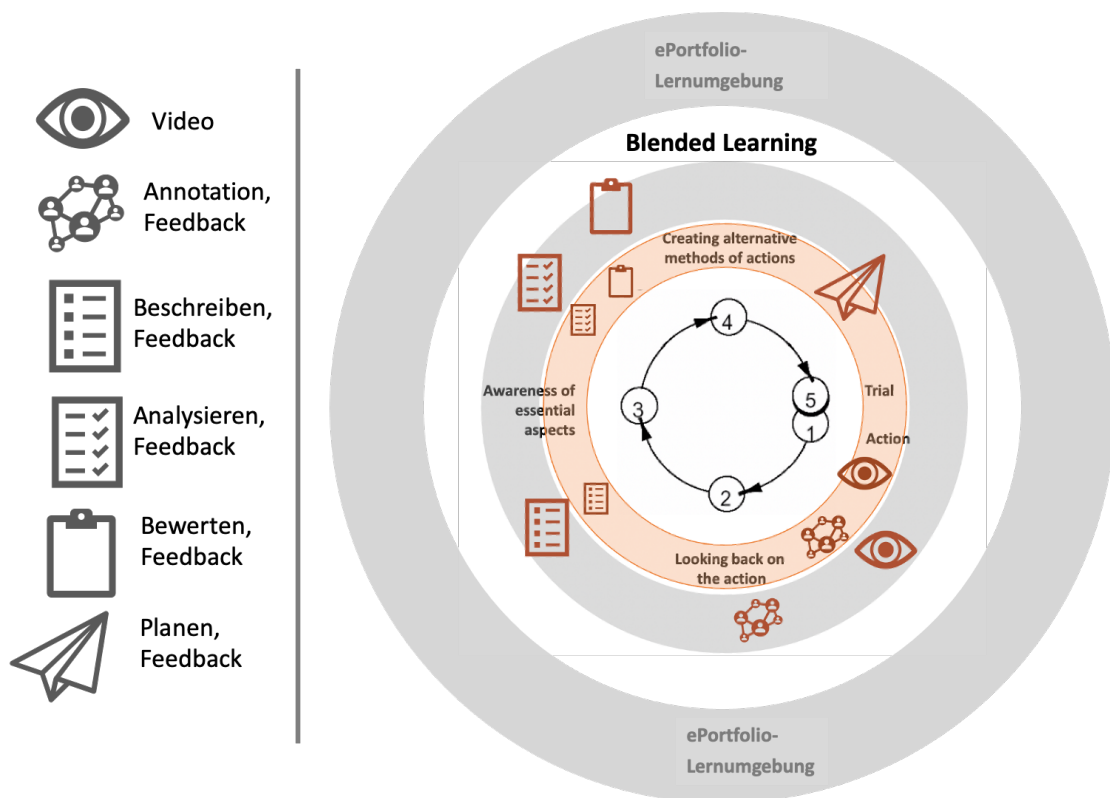 Video
Annotation,
Feedback
Beschreiben,
Feedback
Analysieren,
Feedback
Bewerten,
Feedback
Planen,
Feedback
ePortfolio-
Lernumgebung
Blended Learning
Creating alternative
methods of actions
4
3
5
1
2
Trial
Action
Awareness of
essential
aspects
Looking back on
the action
ePortfolio-
Lernumgebung